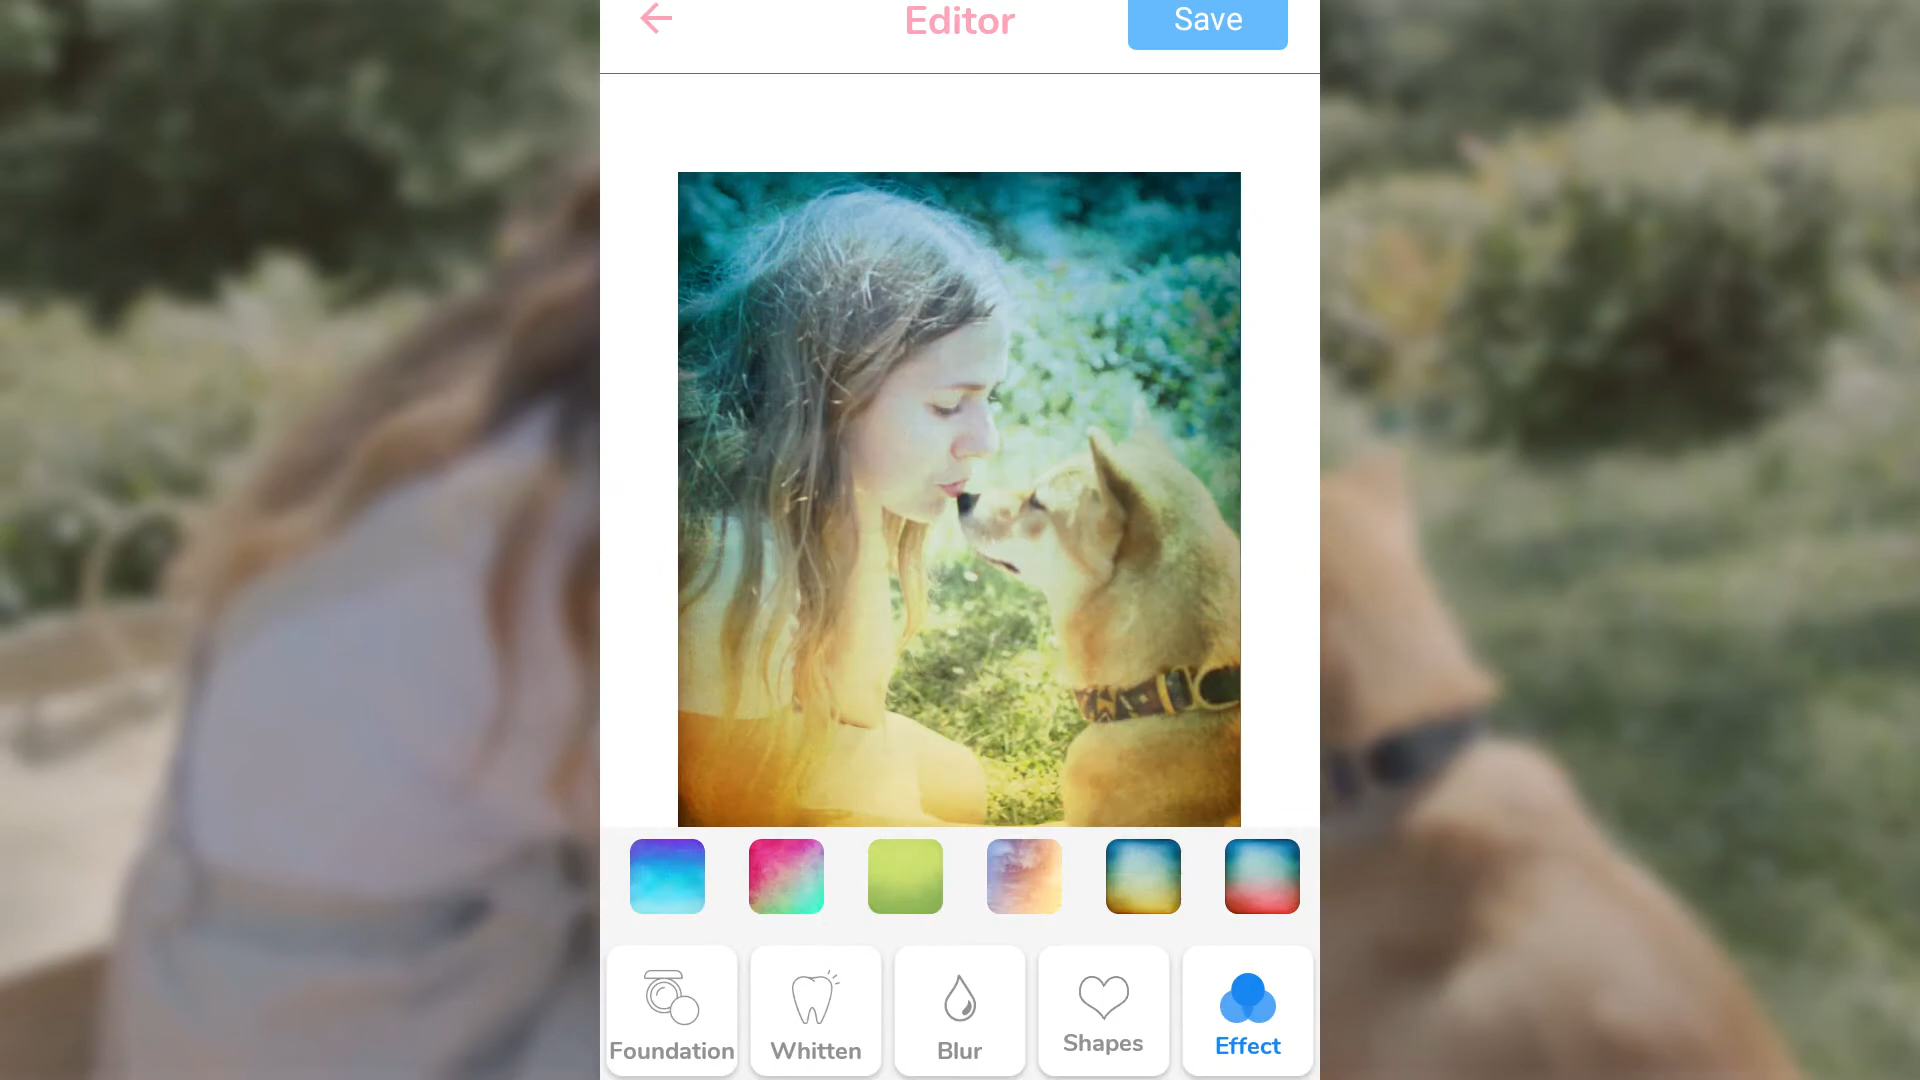 Editor
Save
Foundation
Whitten
Blur
Shapes
Effect